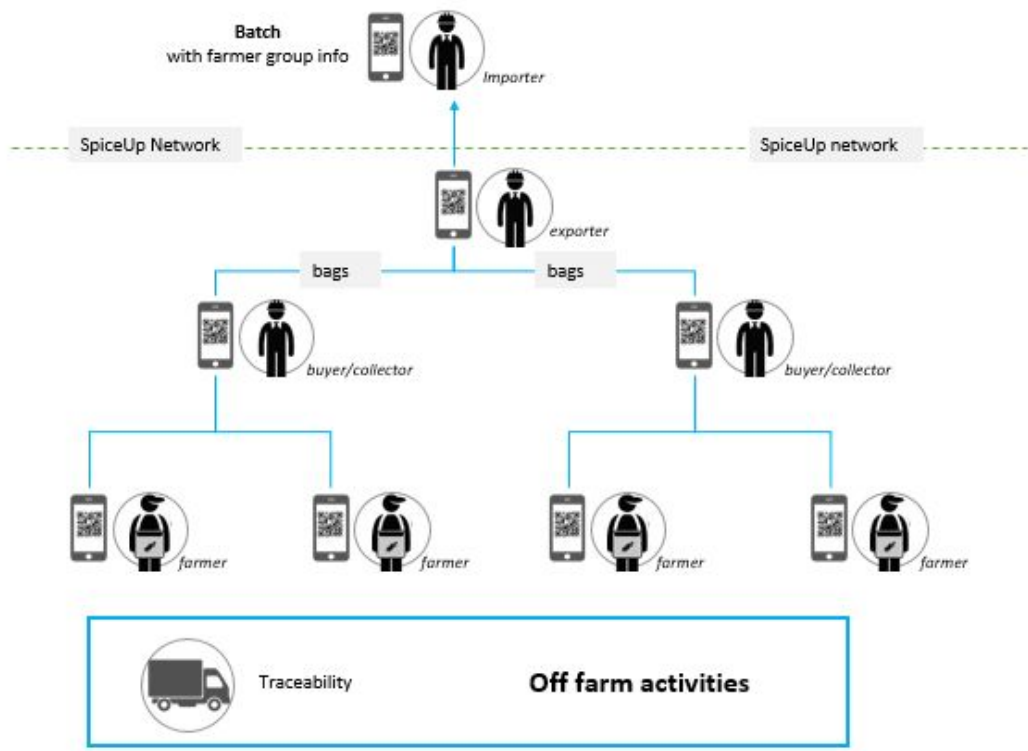 Batch
with farmer group info
Importer
SpiceUp Network
SpiceUp network
exporter
bags
bags
buyer/collector
buyer/collector
farmer
farmer
farmer
farmer
Traceability
Off farm activities